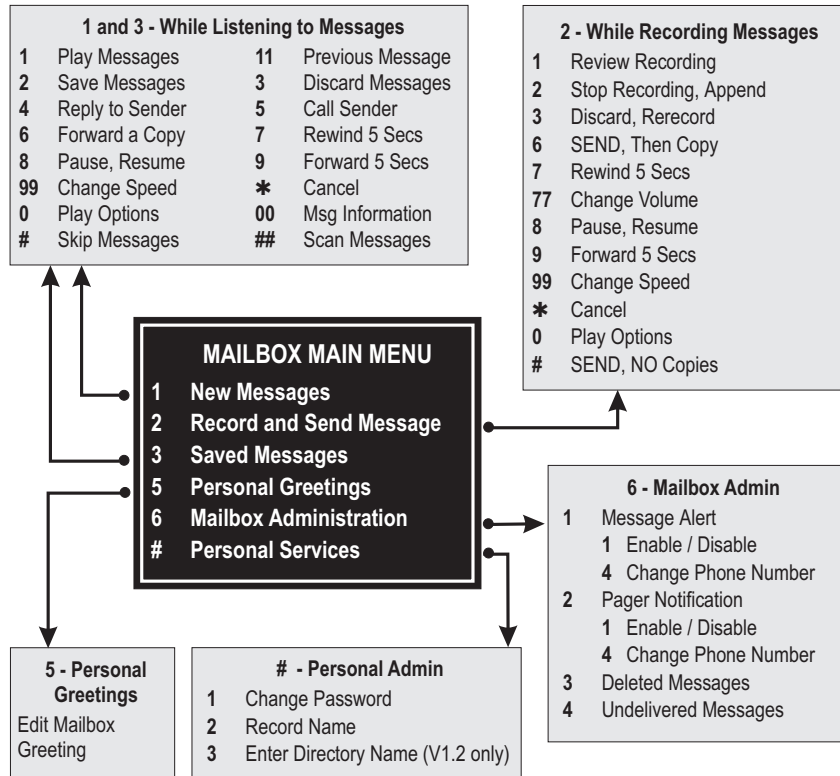 1 and 3 - While Listening to Messages
1 Play Messages 11 Previous Message
2 Save Messages 3 Discard Messages
4 Reply to Sender 5 Call Sender
6 Forward a Copy 7 Rewind 5 Secs
8 Pause, Resume 9 Forward 5 Secs
99 Change Speed ✱ Cancel
0 Play Options 00 Msg Information
# Skip Messages ## Scan Messages
2 - While Recording Messages
1 Review Recording
2 Stop Recording, Append
3 Discard, Rerecord
6 SEND, Then Copy
7 Rewind 5 Secs
77 Change Volume
8 Pause, Resume
9 Forward 5 Secs
99 Change Speed
✱ Cancel
0 Play Options
# SEND, NO Copies
MAILBOX MAIN MENU
1 New Messages
2 Record and Send Message
3 Saved Messages
5 Personal Greetings
6 Mailbox Administration
# Personal Services
6 - Mailbox Admin
1 Message Alert
1 Enable / Disable
4 Change Phone Number
2 Pager Notification
1 Enable / Disable
4 Change Phone Number
3 Deleted Messages
4 Undelivered Messages
5 - Personal
Greetings
Edit Mailbox
Greeting
# - Personal Admin
1 Change Password
2 Record Name
3 Enter Directory Name (V1.2 only)